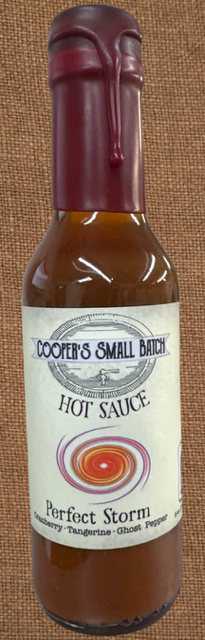 COOPER'S SMALL BATCH
HOT SAUCE
Perfect Storm
Cranberry · Tangerine · Ghost Pepper